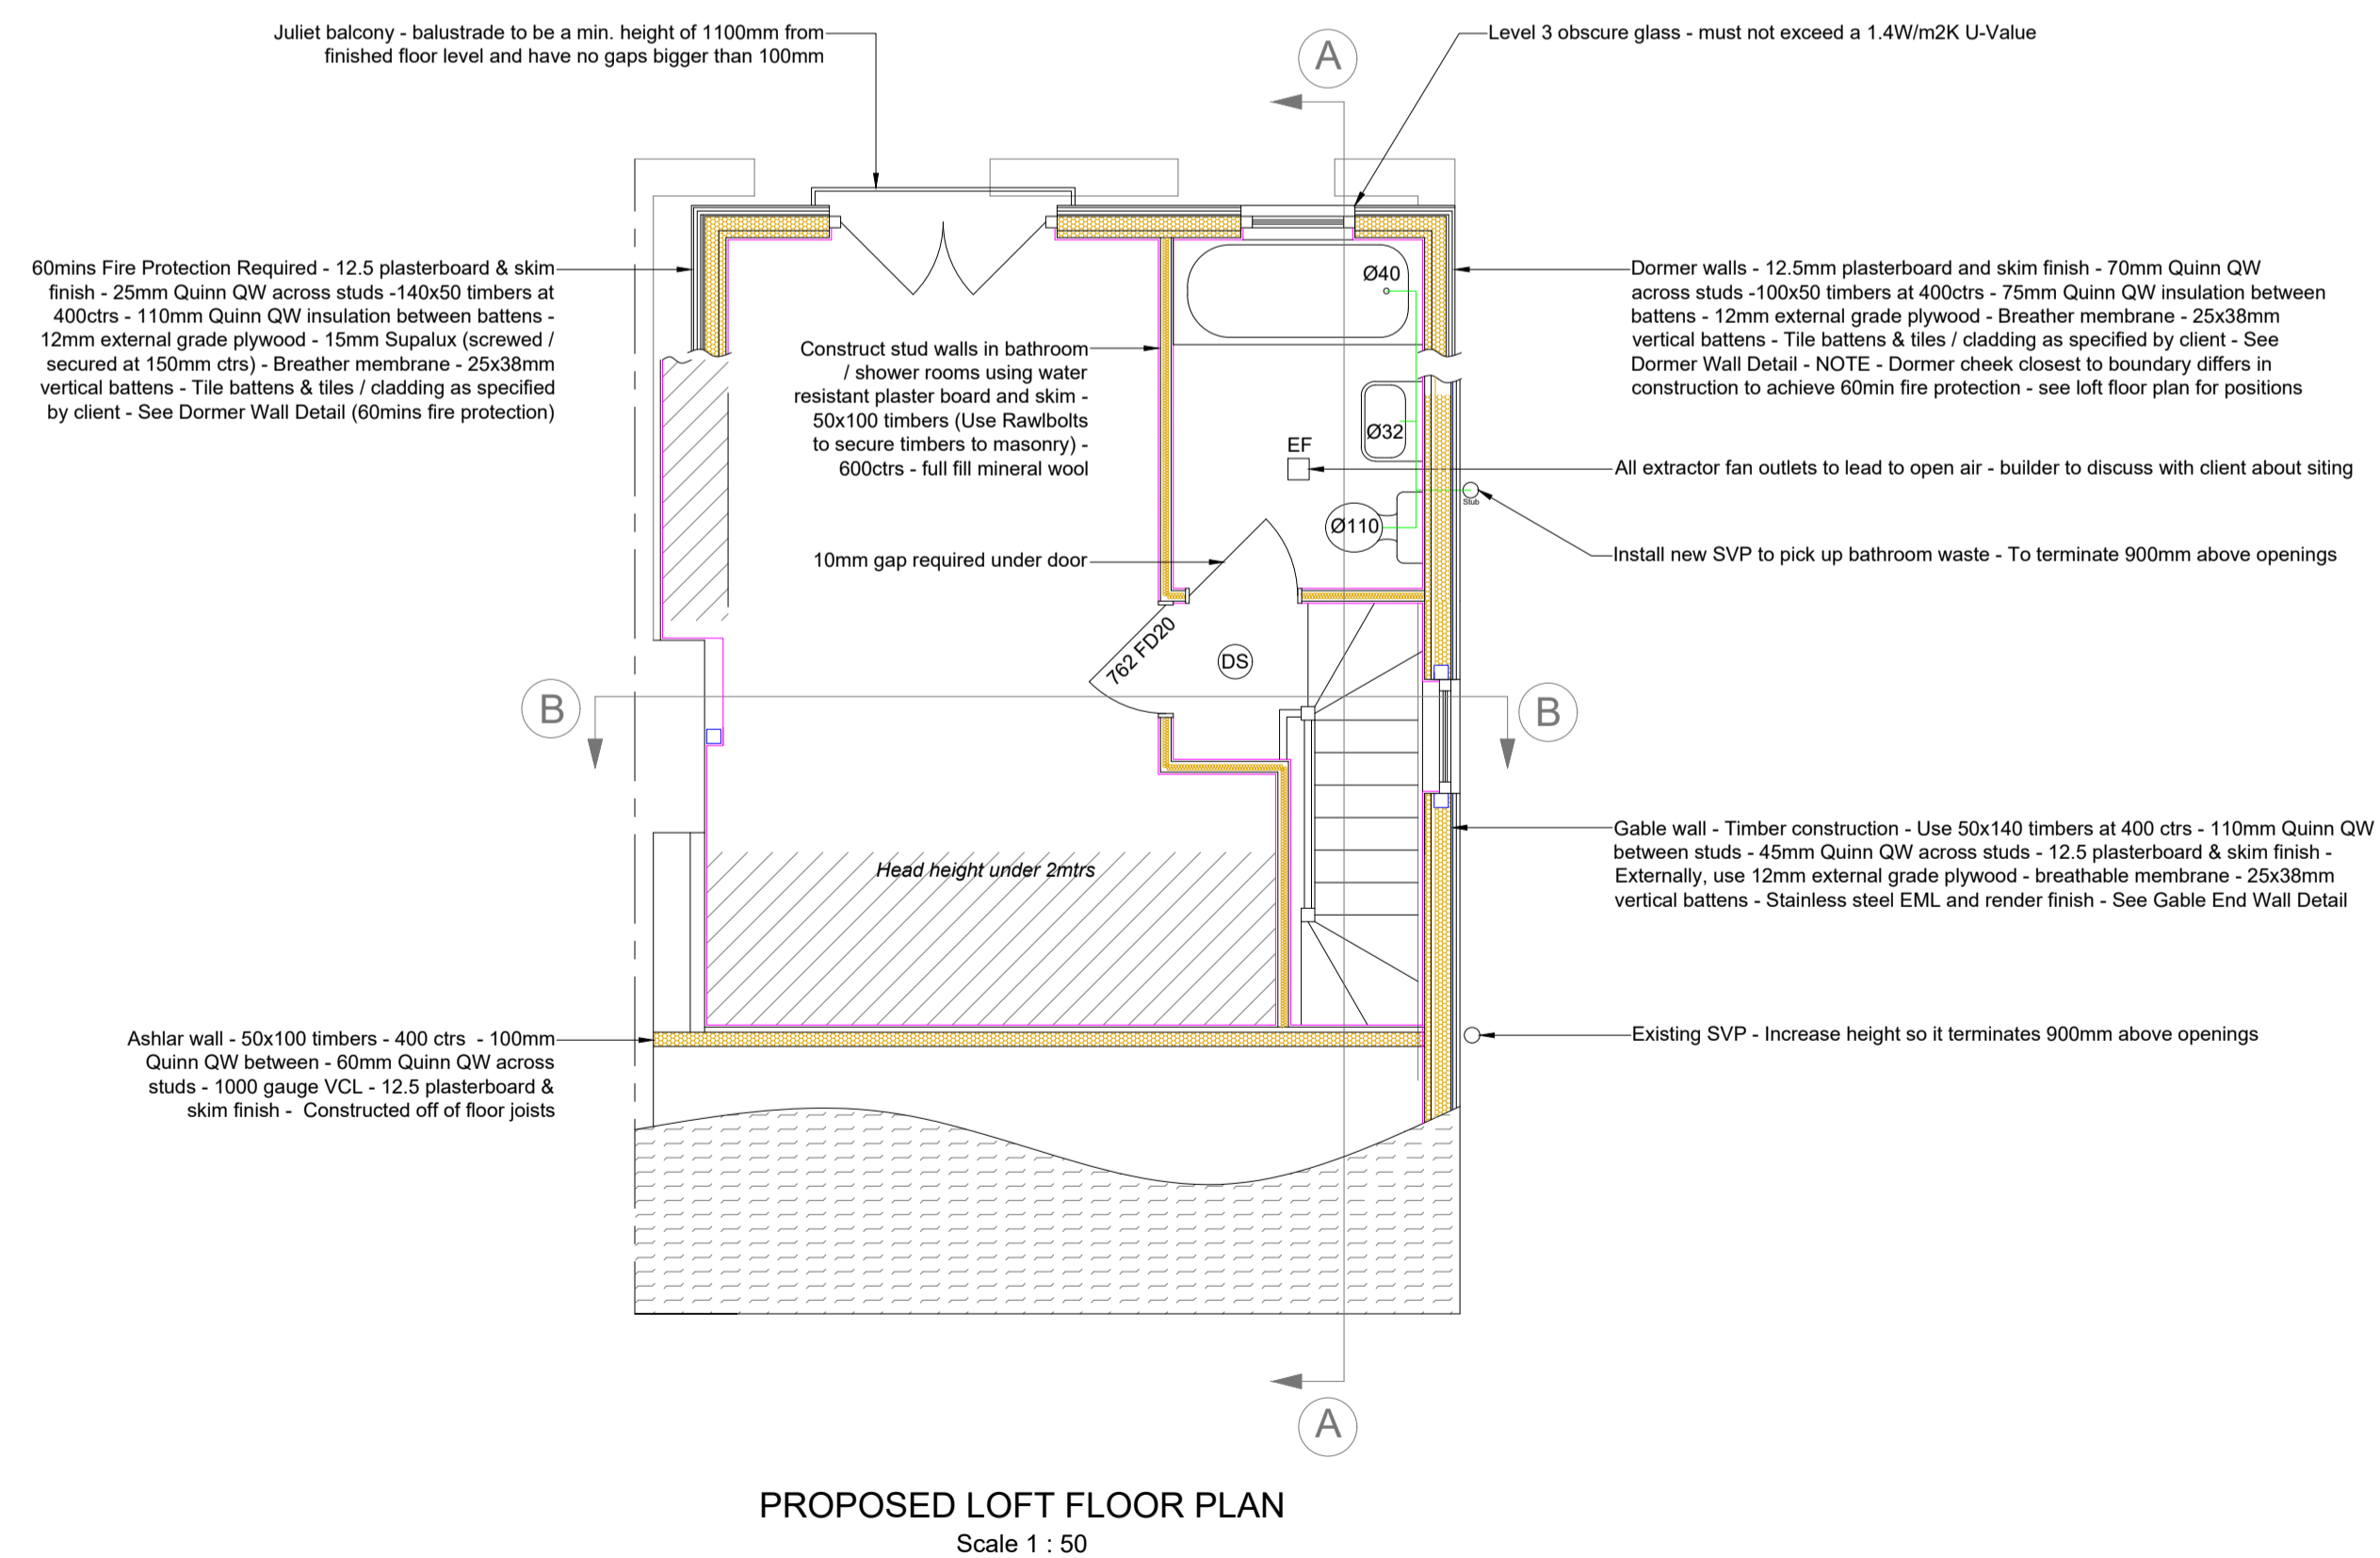 Juliet balcony - balustrade to be a min. height of 1100mm from
finished floor level and have no gaps bigger than 100mm
A
Level 3 obscure glass - must not exceed a 1.4W/m2K U-Value
60mins Fire Protection Required - 12.5 plasterboard & skim
finish - 25mm Quinn QW across studs -140x50 timbers at
400ctrs - 110mm Quinn QW insulation between battens -
12mm external grade plywood - 15mm Supalux (screwed /
secured at 150mm ctrs) - Breather membrane - 25x38mm
vertical battens - Tile battens & tiles / cladding as specified
by client - See Dormer Wall Detail (60mins fire protection)
Construct stud walls in bathroom
/ shower rooms using water
resistant plaster board and skim -
50x100 timbers (Use Rawlbolts
to secure timbers to masonry) -
600ctrs - full fill mineral wool
Ø40
Dormer walls - 12.5mm plasterboard and skim finish - 70mm Quinn QW
across studs -100x50 timbers at 400ctrs - 75mm Quinn QW insulation between
battens - 12mm external grade plywood - Breather membrane - 25x38mm
vertical battens - Tile battens & tiles / cladding as specified by client - See
Dormer Wall Detail - NOTE - Dormer cheek closest to boundary differs in
construction to achieve 60min fire protection - see loft floor plan for positions
Ø32
EF
All extractor fan outlets to lead to open air - builder to discuss with client about siting
Stub
Ø110
10mm gap required under door
Install new SVP to pick up bathroom waste - To terminate 900mm above openings
762 FD20
DS
B
B
Gable wall - Timber construction - Use 50x140 timbers at 400 ctrs - 110mm Quinn QW
between studs - 45mm Quinn QW across studs - 12.5 plasterboard & skim finish -
Externally, use 12mm external grade plywood - breathable membrane - 25x38mm
vertical battens - Stainless steel EML and render finish - See Gable End Wall Detail
Head height under 2mtrs
Ashlar wall - 50x100 timbers - 400 ctrs - 100mm
Quinn QW between - 60mm Quinn QW across
studs - 1000 gauge VCL - 12.5 plasterboard &
skim finish - Constructed off of floor joists
Existing SVP - Increase height so it terminates 900mm above openings
A
PROPOSED LOFT FLOOR PLAN
Scale 1 : 50